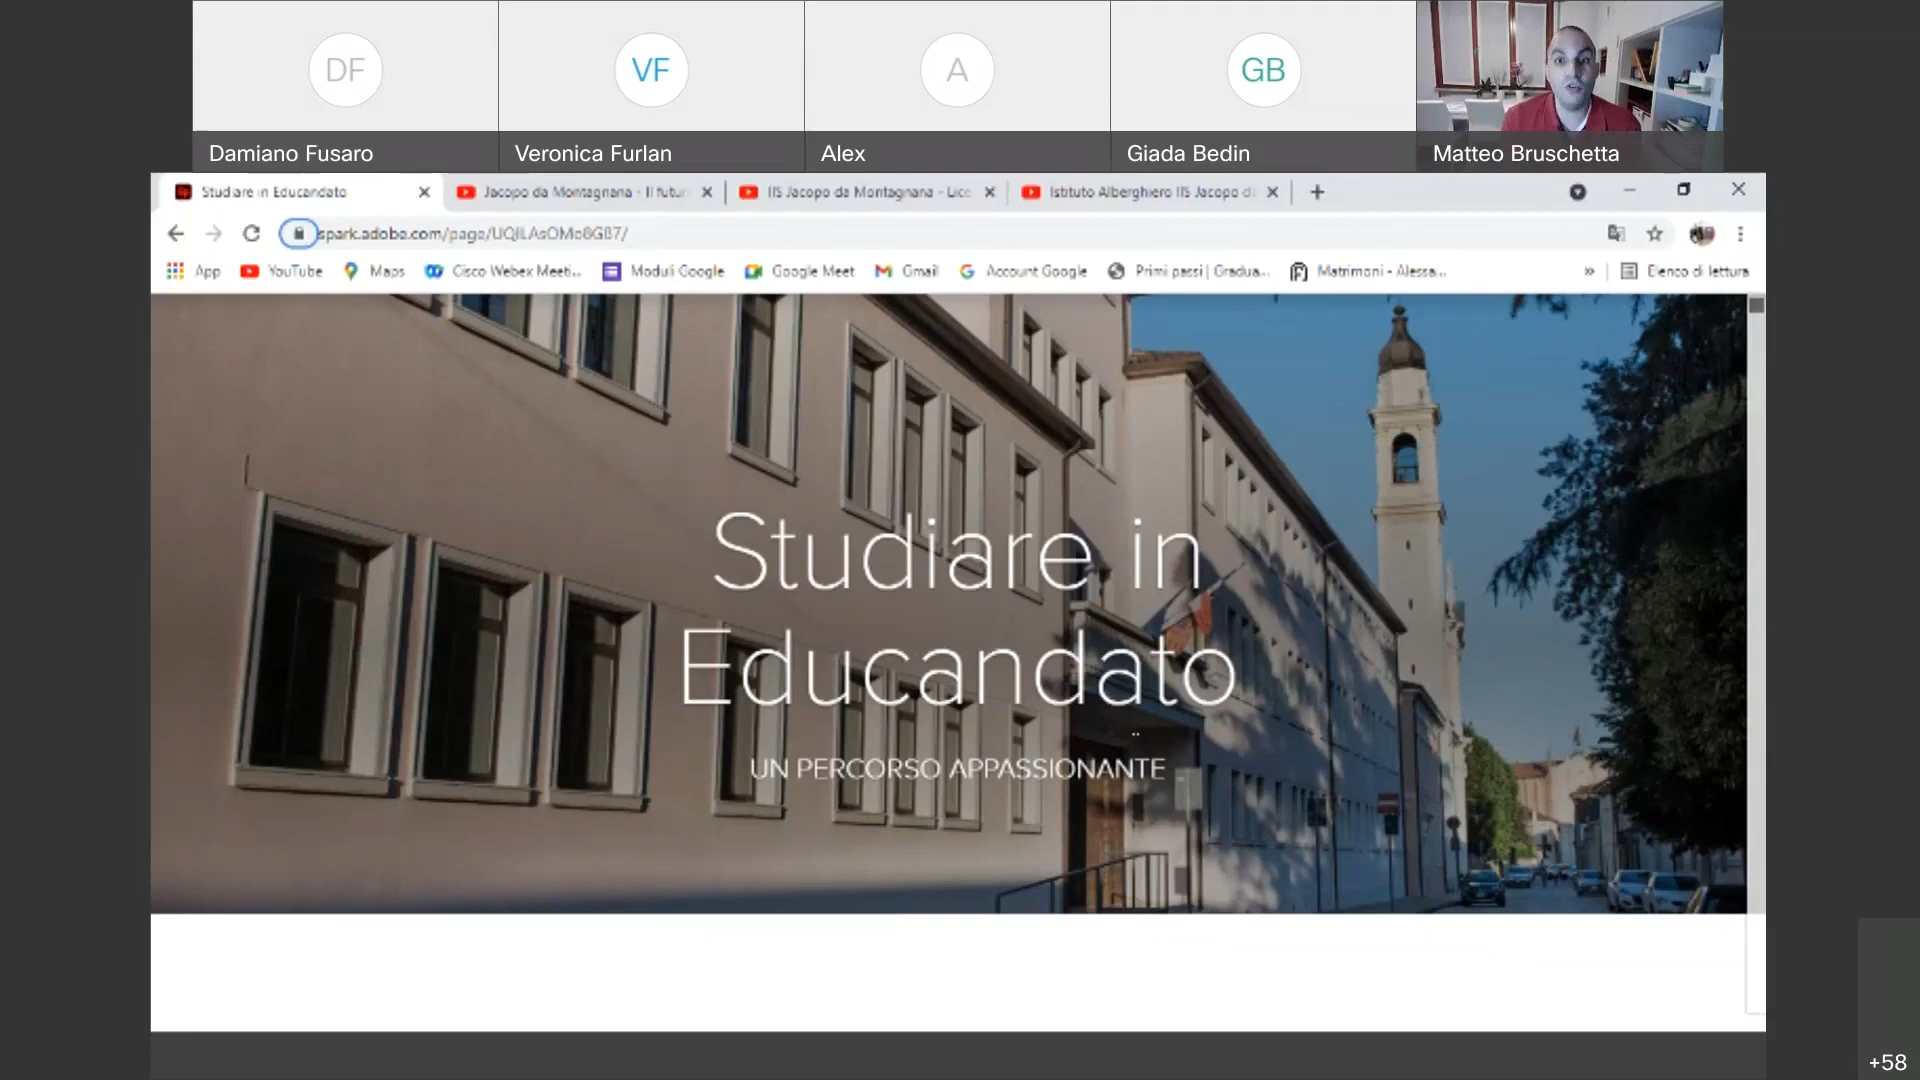 DF
VF
A
GB
Damiano Fusaro
Veronica Furlan
Alex
Giada Bedin
Matteo Bruschetta
Studiare in Educandato
Jacopo da Montagnana - Il futur
IIS Jacopo da Montagnana - Lice
Istituto Alberghiero IIS Jacopo d
spark.adobe.com/page/
App
YouTube
Maps
Cisco Webex Meeti...
Moduli Google
Google Meet
Gmail
Account Google
Primi passi | Gradua...
Matrimoni - Alessa...
»
Elenco di lettura
Studiare in
Educandato
UN PERCORSO APPASSIONANTE
+58